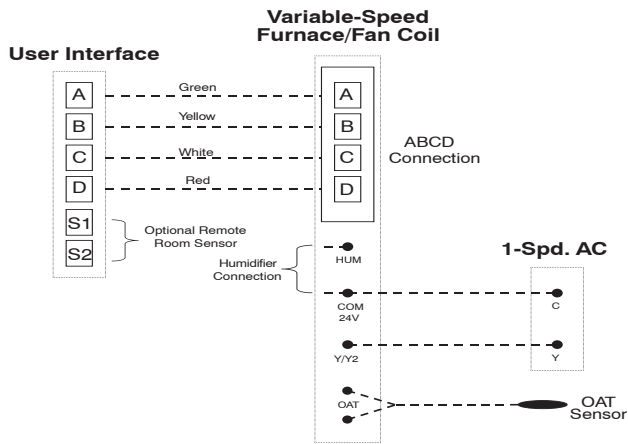 Variable-Speed
Furnace/Fan Coil
User Interface
A
Green
A
B
Yellow
B
C
White
C
D
Red
D
ABCD
Connection
S1
S2
Optional Remote
Room Sensor
Humidifier
Connection
HUM
1-Spd. AC
COM
24V
C
Y/Y2
Y
OAT
OAT
Sensor